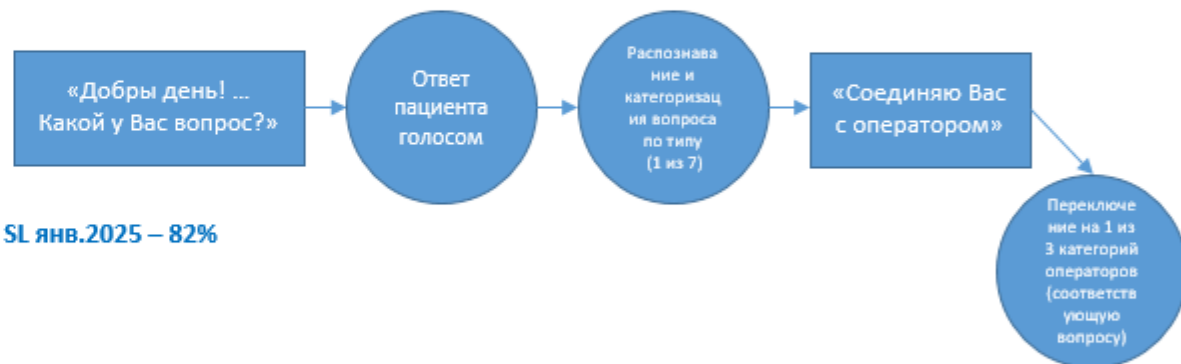 «Добры день! ...
Какой у Вас вопрос?»
Ответ
пациента
голосом
Распознава
ние и
категоризац
ия вопроса
по типу
(1 из 7)
«Соединяю Вас
с оператором»
Переключе
ние на 1 из
3 категорий
операторов
(соответств
ующую
вопросу)
SL янв.2025 – 82%